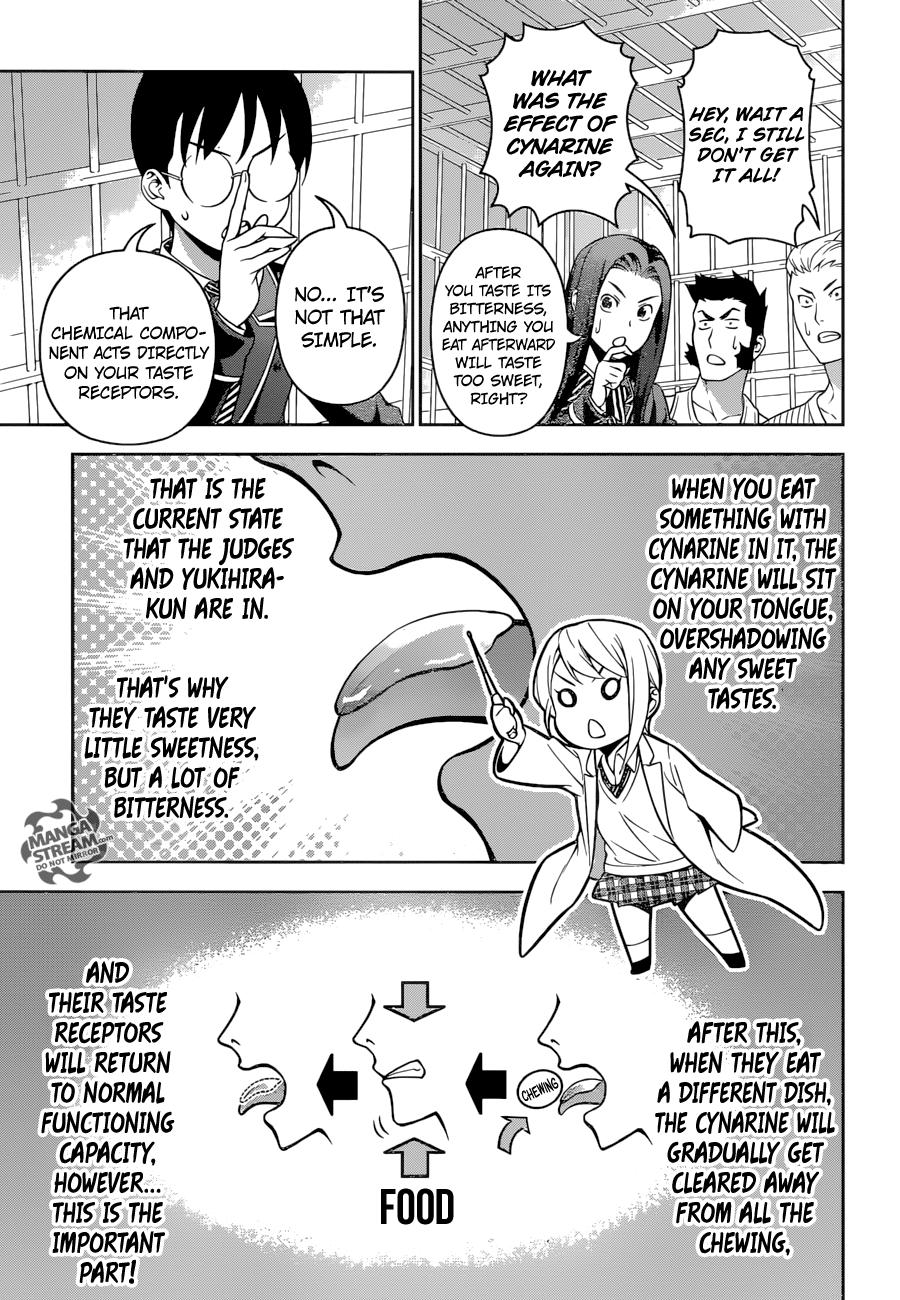 HEY, WAIT A
SEC, I STILL
DON'T GET
IT ALL!
WHAT
WAS THE
EFFECT OF
CYNARINE
AGAIN?
AFTER
YOU TASTE ITS
BITTERNESS,
ANYTHING YOU
EAT AFTERWARD
WILL TASTE
TOO SWEET,
RIGHT?
NO... IT'S
NOT THAT
SIMPLE.
THAT
CHEMICAL COMPO-
NENT ACTS DIRECTLY
ON YOUR TASTE
RECEPTORS.
WHEN YOU EAT
SOMETHING WITH
CYNARINE IN IT, THE
CYNARINE WILL SIT
ON YOUR TONGUE,
OVERSHADOWING
ANY SWEET
TASTES.
THAT IS THE
CURRENT STATE
THAT THE JUDGES
AND YUKIHIRA-
KUN ARE IN.
THAT'S WHY
THEY TASTE VERY
LITTLE SWEETNESS,
BUT A LOT OF
BITTERNESS.
MANGA
STREAM.com
DO NOT MIRROR
AFTER THIS,
WHEN THEY EAT
A DIFFERENT DISH,
THE CYNARINE WILL
GRADUALLY GET
CLEARED AWAY
FROM ALL THE
CHEWING,
CHEWING
FOOD
AND
THEIR TASTE
RECEPTORS
WILL RETURN
TO NORMAL
FUNCTIONING
CAPACITY,
HOWEVER...
THIS IS THE
IMPORTANT
PART!